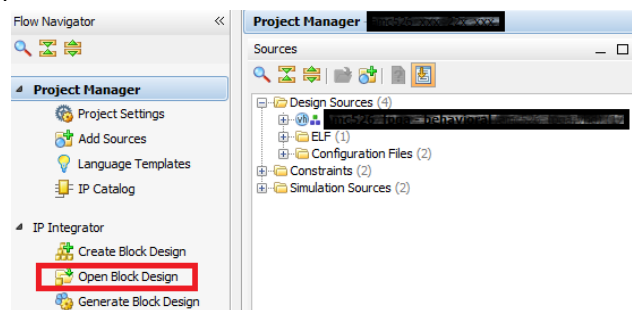 Flow Navigator
Project Manager
Project Manager -
Project Settings
Add Sources
Language Templates
IP Catalog
IP Integrator
Create Block Design
Open Block Design
Generate Block Design
Sources
Design Sources (4)
ELF (1)
Configuration Files (2)
Constraints (2)
Simulation Sources (2)